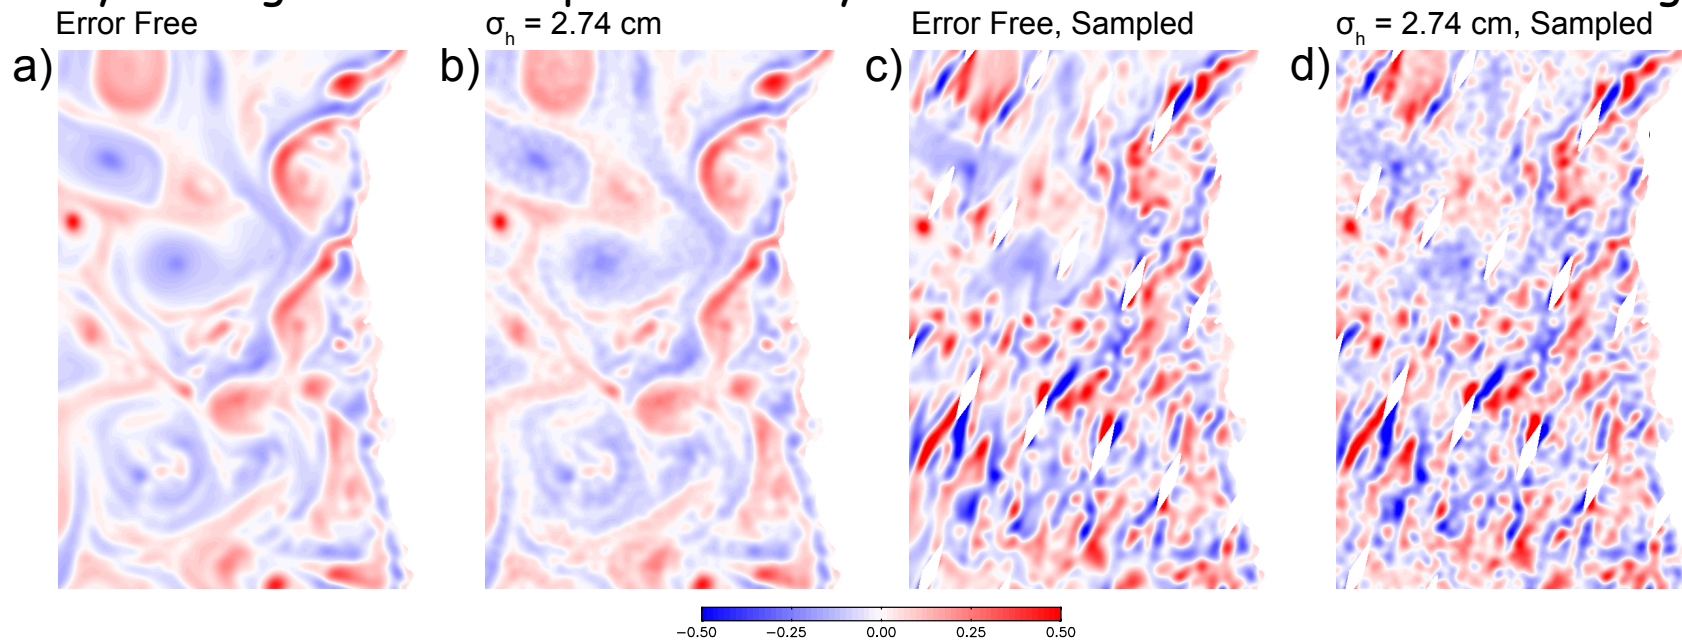 Error Free
σh = 2.74 cm
Error Free, Sampled
σh = 2.74 cm, Sampled
a)
b)
c)
d)
−0.50
−0.25
0.00
0.25
0.50